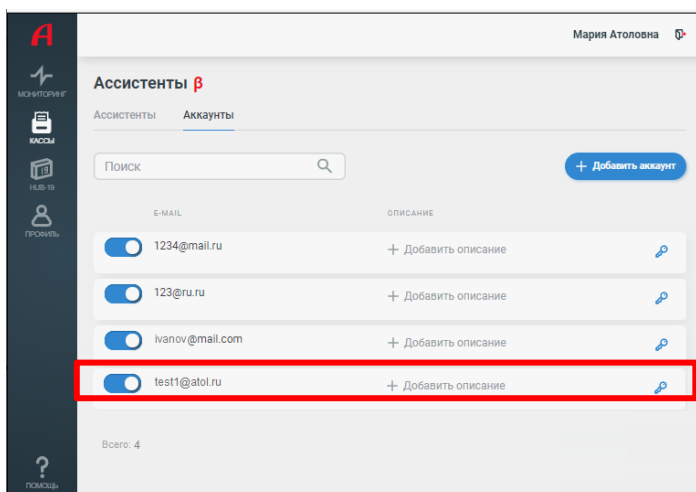 Мария Атоловна
МОНИТОРИНГ
КАССЫ
HUB-19
ПРОФИЛЬ
ПОМОЩЬ
Ассистенты β
Ассистенты Аккаунты
Поиск
+ Добавить аккаунт
E-MAIL ОПИСАНИЕ
1234@mail.ru + Добавить описание
123@ru.ru + Добавить описание
ivanov@mail.com + Добавить описание
test1@atol.ru + Добавить описание
Всего: 4